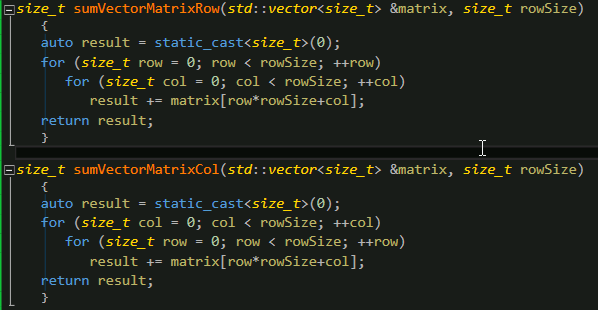 size_t sumVectorMatrixRow(std::vector<size_t> &matrix, size_t rowSize)
{
auto result = static_cast<size_t>(0);
for (size_t row = 0; row < rowSize; ++row)
for (size_t col = 0; col < rowSize; ++col)
result += matrix[row*rowSize+col];
return result;
}
size_t sumVectorMatrixCol(std::vector<size_t> &matrix, size_t rowSize)
{
auto result = static_cast<size_t>(0);
for (size_t col = 0; col < rowSize; ++col)
for (size_t row = 0; row < rowSize; ++row)
result += matrix[row*rowSize+col];
return result;
}